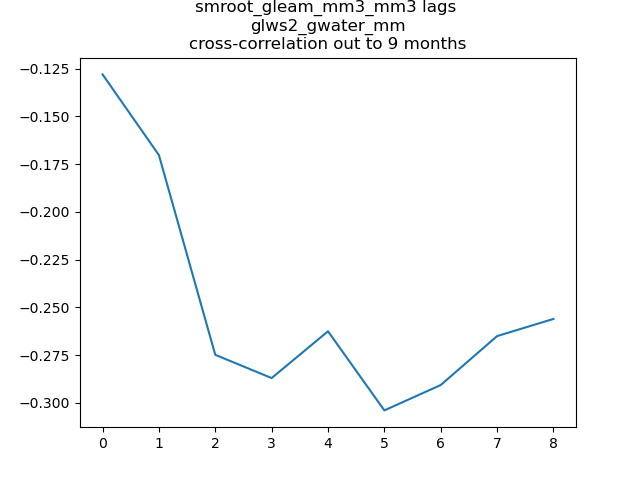 smroot_gleam_mm3_mm3 lags
glws2_gwater_mm
cross-correlation out to 9 months
−0.125
−0.150
−0.175
−0.200
−0.225
−0.250
−0.275
−0.300
0 1 2 3 4 5 6 7 8